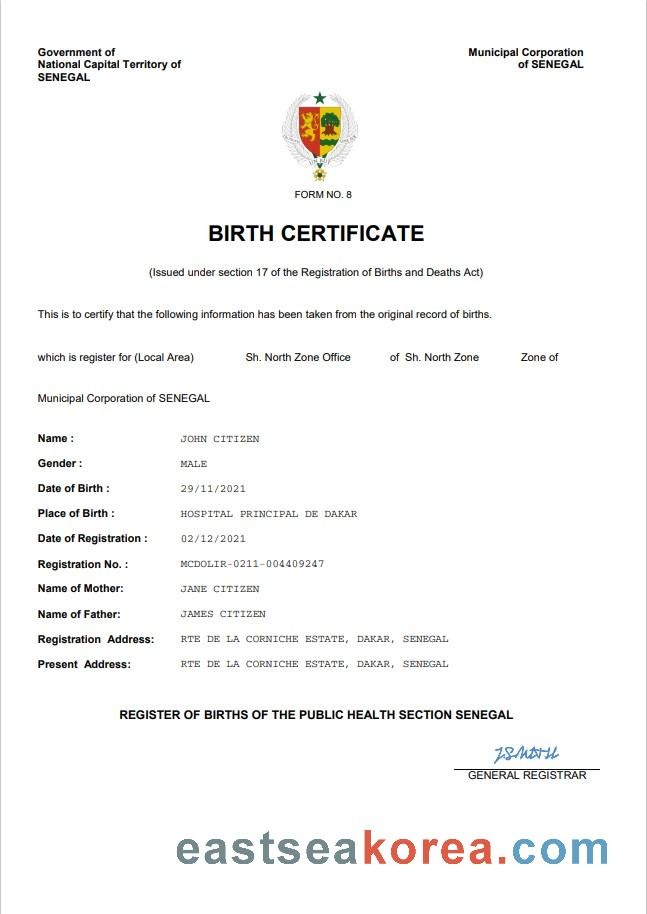 Government of
National Capital Territory of
SENEGAL
Municipal Corporation
of SENEGAL
FORM NO. 8
BIRTH CERTIFICATE
(Issued under section 17 of the Registration of Births and Deaths Act)
This is to certify that the following information has been taken from the original record of births.
which is register for (Local Area) Sh. North Zone Office of Sh. North Zone Zone of
Municipal Corporation of SENEGAL
Name : JOHN CITIZEN
Gender : MALE
Date of Birth : 29/11/2021
Place of Birth : HOSPITAL PRINCIPAL DE DAKAR
Date of Registration : 02/12/2021
Registration No. : MCDOLIR-0211-004409247
Name of Mother: JANE CITIZEN
Name of Father: JAMES CITIZEN
Registration Address: RTE DE LA CORNICHE ESTATE, DAKAR, SENEGAL
Present Address: RTE DE LA CORNICHE ESTATE, DAKAR, SENEGAL
REGISTER OF BIRTHS OF THE PUBLIC HEALTH SECTION SENEGAL
GENERAL REGISTRAR
eastseakorea.com